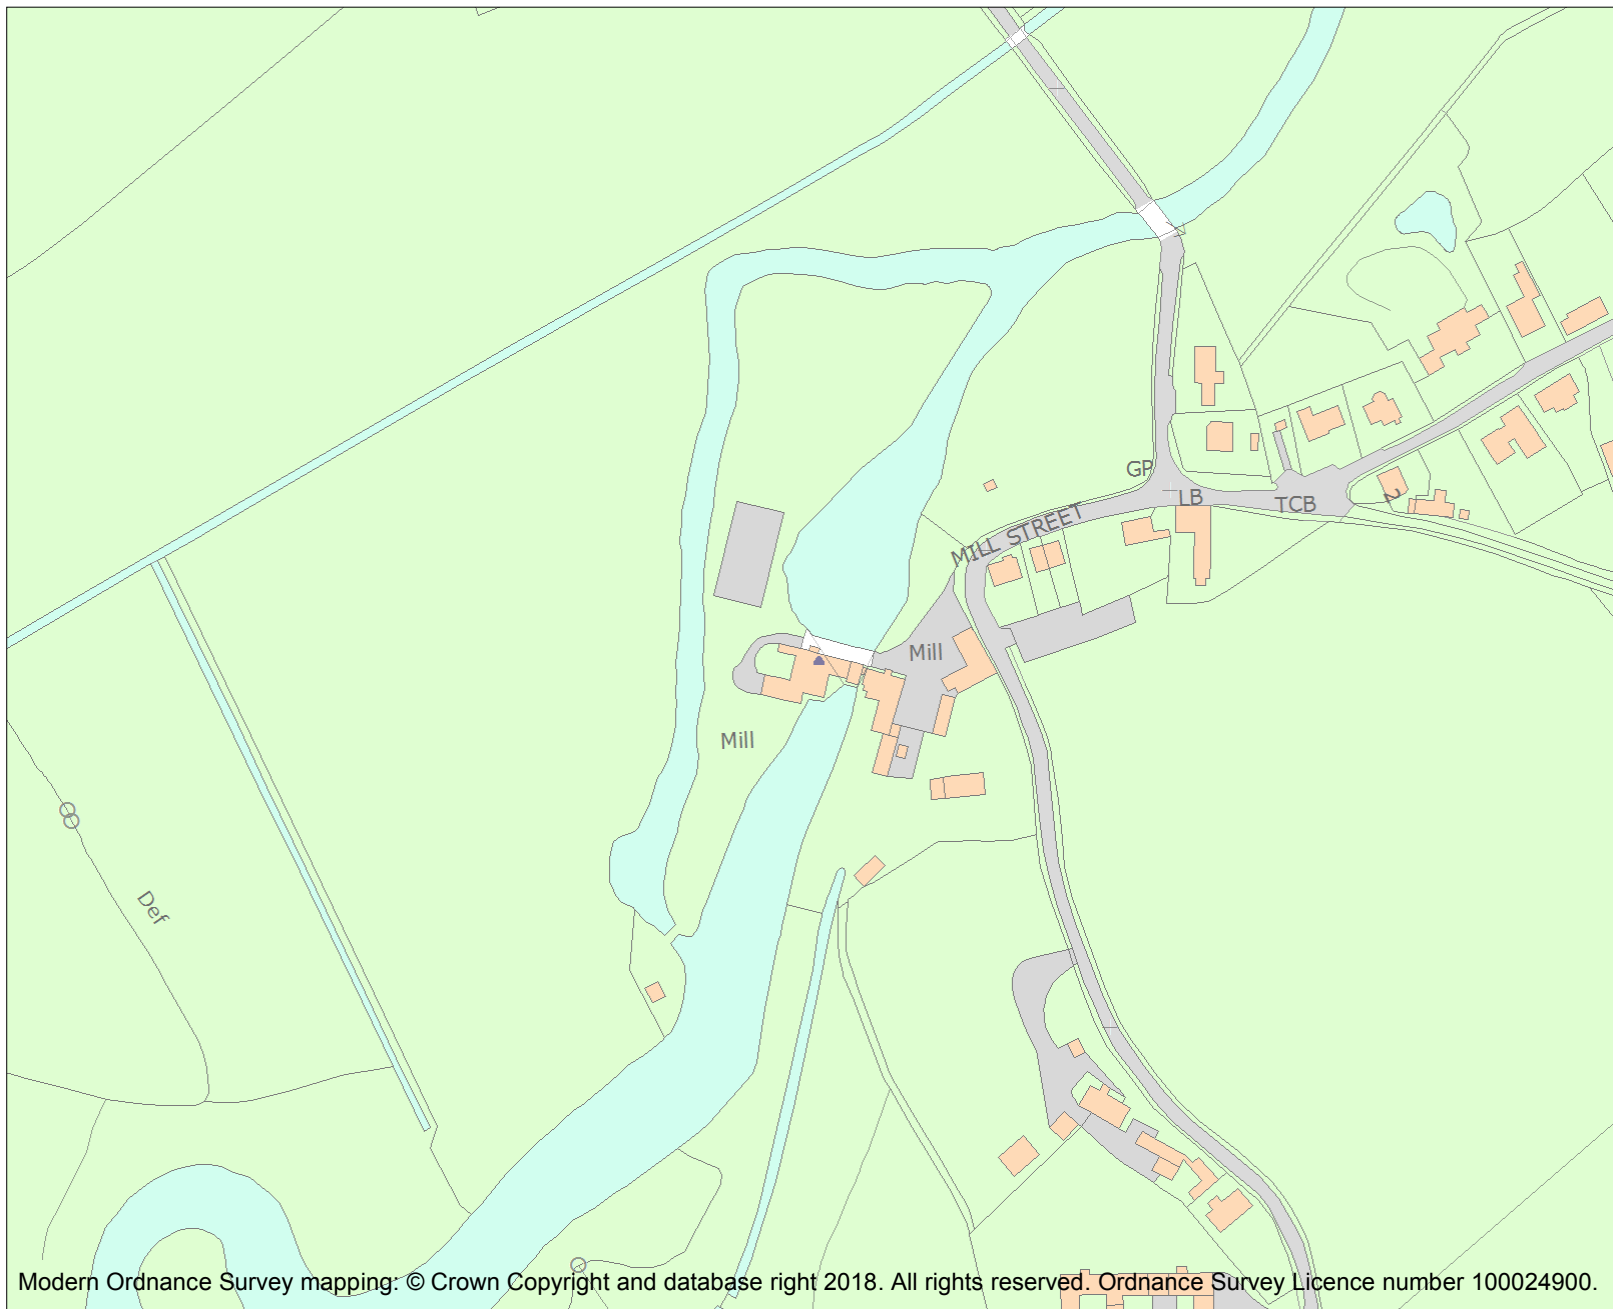 GP
LB
TCB
2
MILL STREET
Mill
Mill
Def
Modern Ordnance Survey mapping: © Crown Copyright and database right 2018. All rights reserved. Ordnance Survey Licence number 100024900.